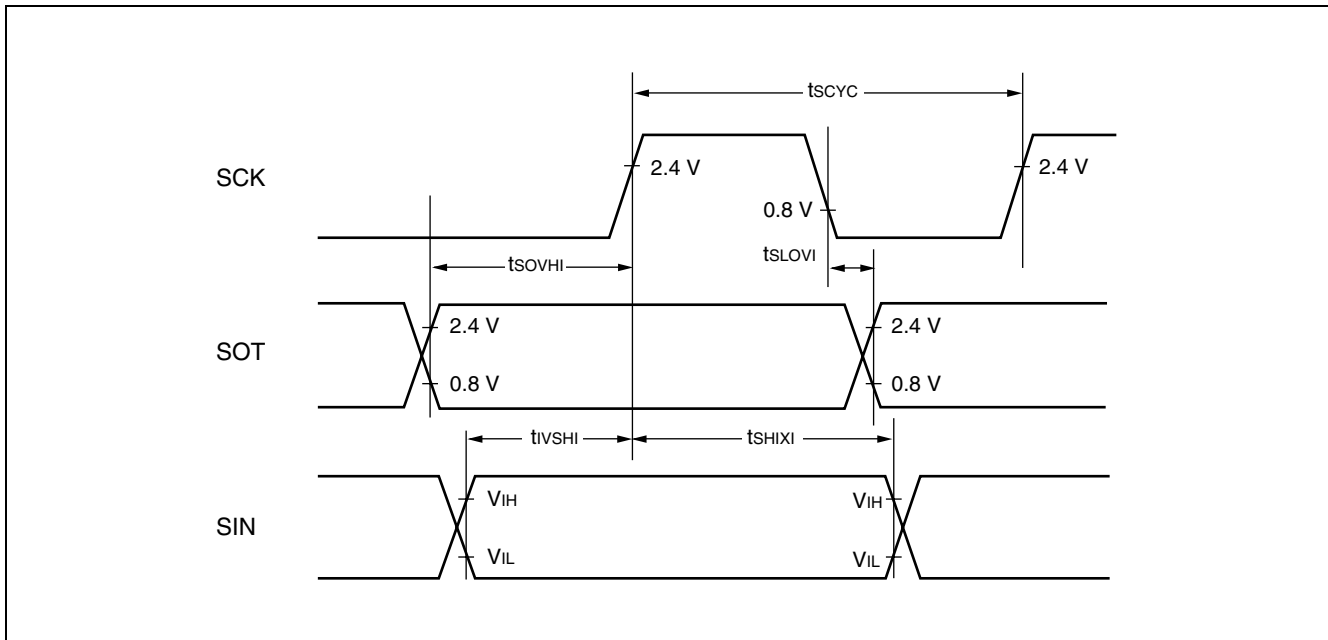 tSCYC
SCK
2.4 V
0.8 V
2.4 V
tSOVHI
tSLOVI
SOT
2.4 V
0.8 V
2.4 V
0.8 V
tIVSHI
tSHIXI
SIN
VIH
VIL
VIH
VIL